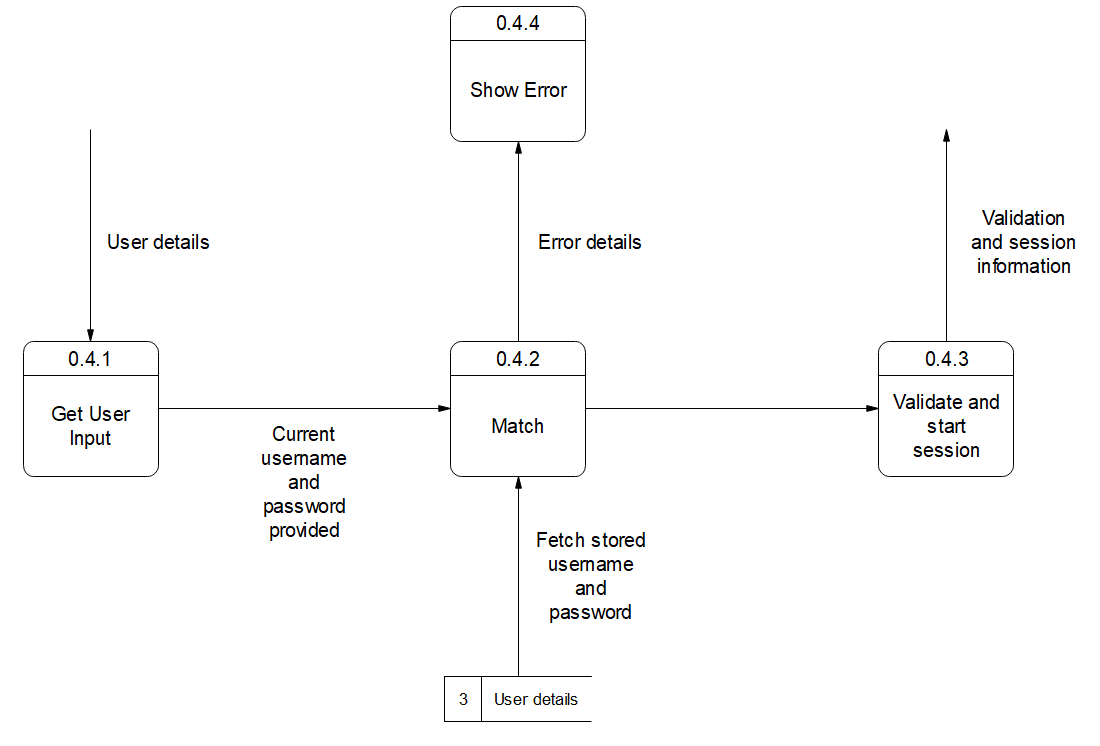 0.4.4
Show Error
User details
Error details
Validation
and session
information
0.4.1
Get User
Input
Current
username
and
password
provided
0.4.2
Match
0.4.3
Validate and
start
session
Fetch stored
username
and
password
3
User details